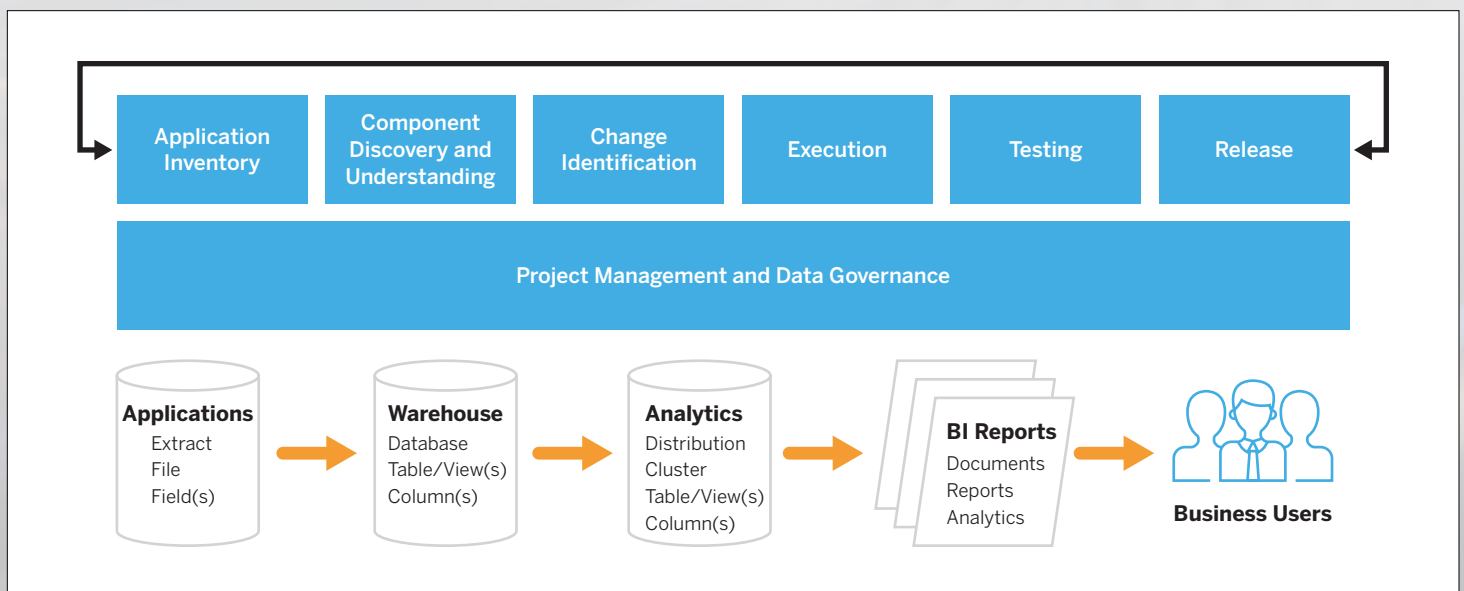 Application
Inventory
Component
Discovery and
Understanding
Change
Identification
Execution
Testing
Release
Project Management and Data Governance
Applications
Extract
File
Field(s)
Warehouse
Database
Table/View(s)
Column(s)
Analytics
Distribution
Cluster
Table/View(s)
Column(s)
BI Reports
Documents
Reports
Analytics
Business Users